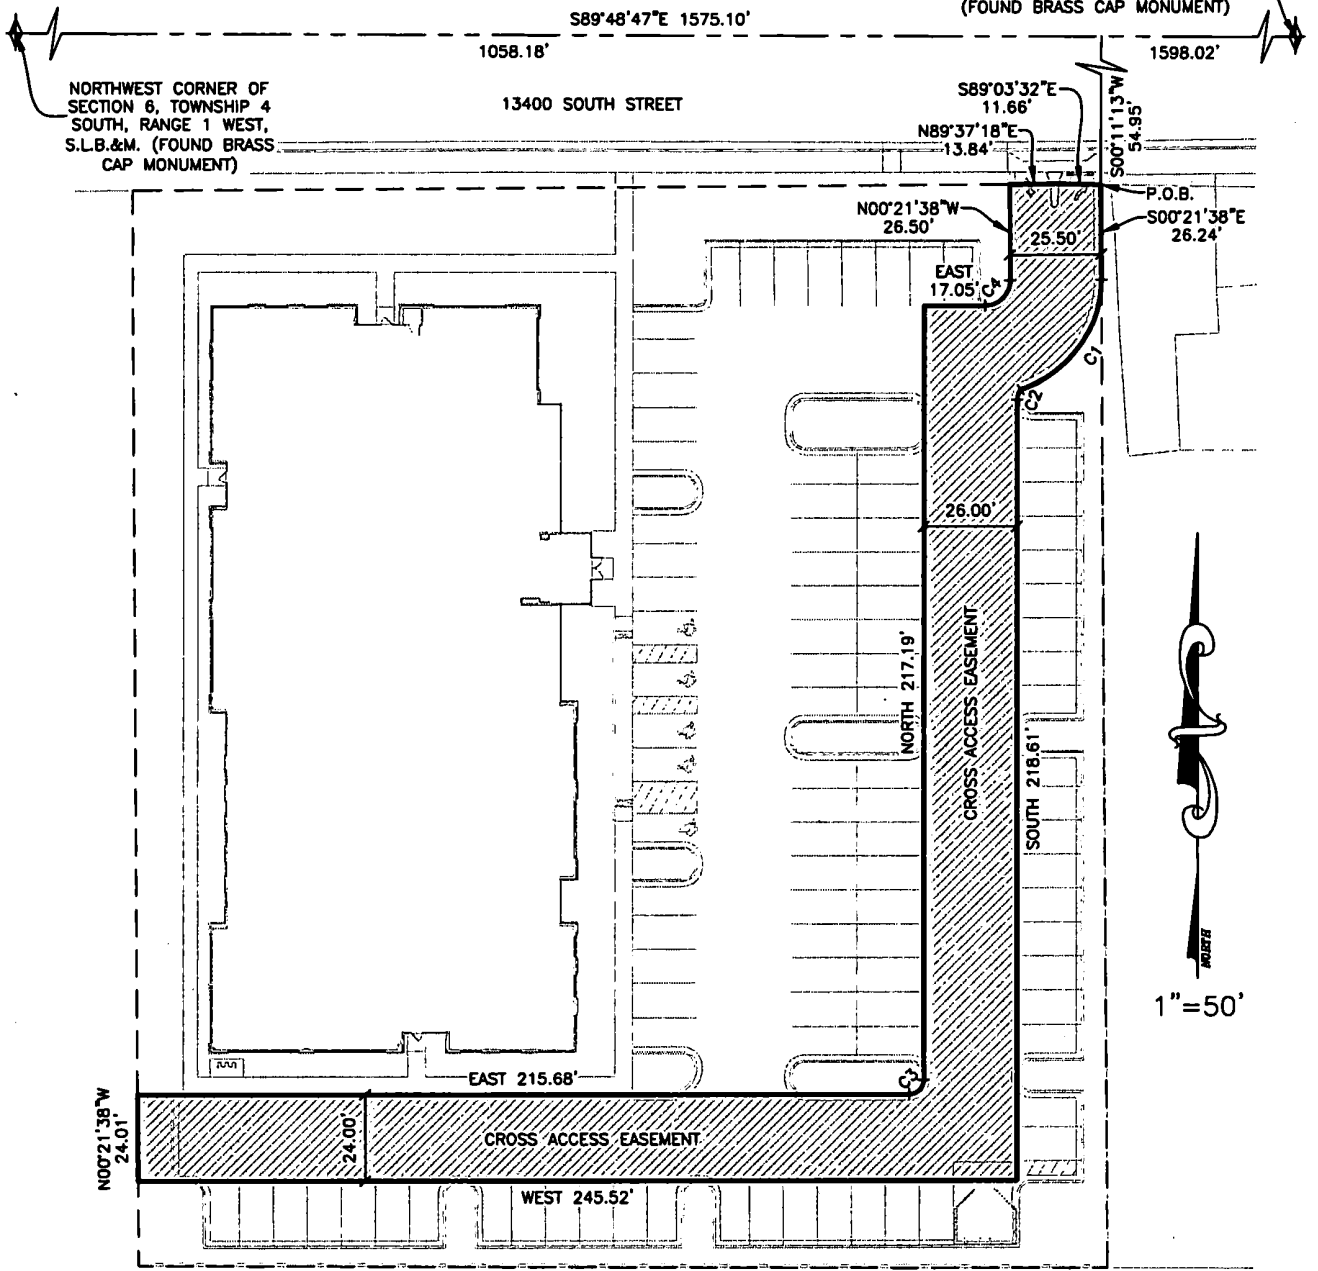 (FOUND BRASS CAP MONUMENT)
S89°48'47"E 1575.10'
1058.18'
1598.02'
NORTHWEST CORNER OF
SECTION 6, TOWNSHIP 4
SOUTH, RANGE 1 WEST,
S.L.B.&M. (FOUND BRASS
CAP MONUMENT)
13400 SOUTH STREET
S89°03'32"E
11.66'
N89°37'18"E
13.84'
S00°11'13"W
54.95'
P.O.B.
N00°21'38"W
26.50'
S00°21'38"E
26.24'
25.50'
EAST
17.05'
C4
C1
C2
26.00'
NORTH 217.19'
CROSS ACCESS EASEMENT
SOUTH 218.61'
NORTH
1"=50'
C3
EAST 215.68'
N00°21'38"W
24.01'
24.00'
CROSS ACCESS EASEMENT
WEST 245.52'